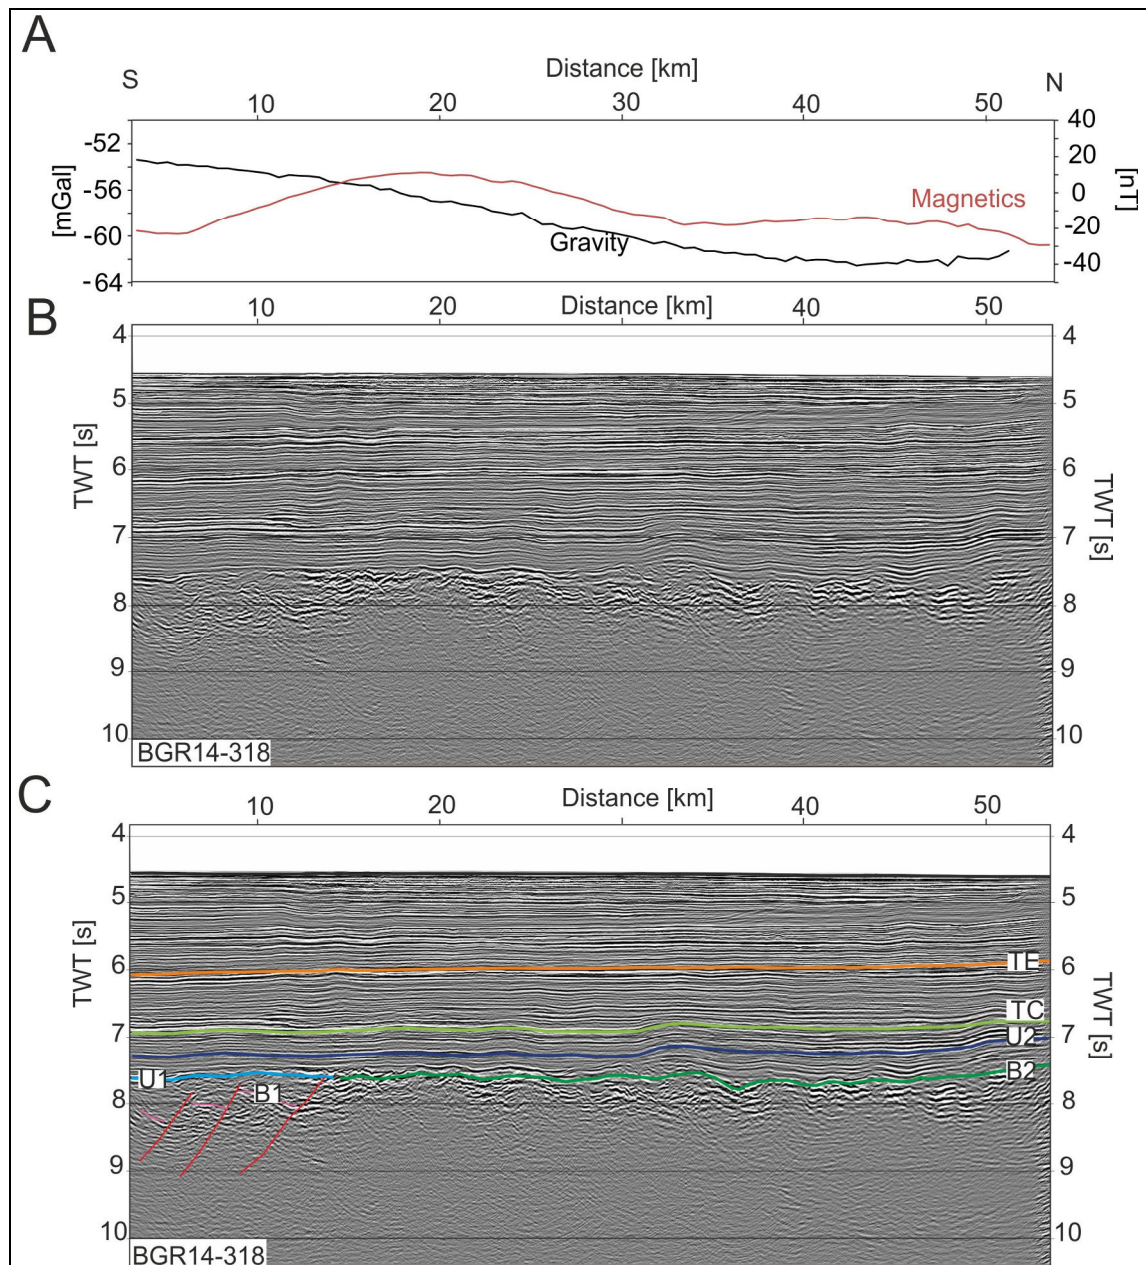 A
Distance [km]
S N
10 20 30 40 50
-52 -56 -60 -64
[mGal]
40 20 0 -20 -40
[nT]
Magnetics
Gravity
B
10 20 Distance [km] 40 50
4 4
5 5
6 6
7 7
8 8
9 9
10 10
TWT [s]
TWT [s]
BGR14-318
C
10 20 Distance [km] 40 50
4 4
5 5
6 6
7 7
8 8
9 9
10 10
TWT [s]
TWT [s]
TE
TC
U2
U1
B1
B2
BGR14-318